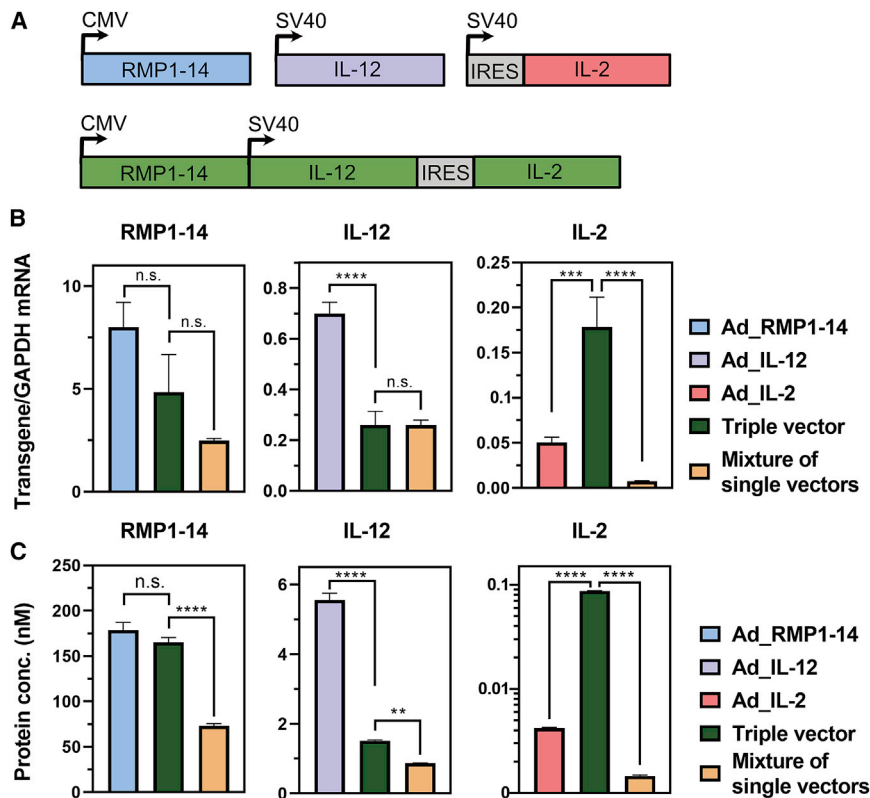 A
CMV
SV40
SV40
RMP1-14
IL-12
IRES
IL-2
CMV
SV40
RMP1-14
IL-12
IRES
IL-2
B
RMP1-14
IL-12
IL-2
Transgene/GAPDH mRNA
10
5
0
n.s.
n.s.
0.8
0.6
0.4
0.2
0.0
****
n.s.
0.25
0.20
0.15
0.10
0.05
0.00
***
****
Ad_RMP1-14
Ad_IL-12
Ad_IL-2
Triple vector
Mixture of
single vectors
C
RMP1-14
IL-12
IL-2
Protein conc. (nM)
250
200
150
100
50
0
n.s.
****
6
4
2
0
****
**
0.1
0.01
0
****
****
Ad_RMP1-14
Ad_IL-12
Ad_IL-2
Triple vector
Mixture of
single vectors